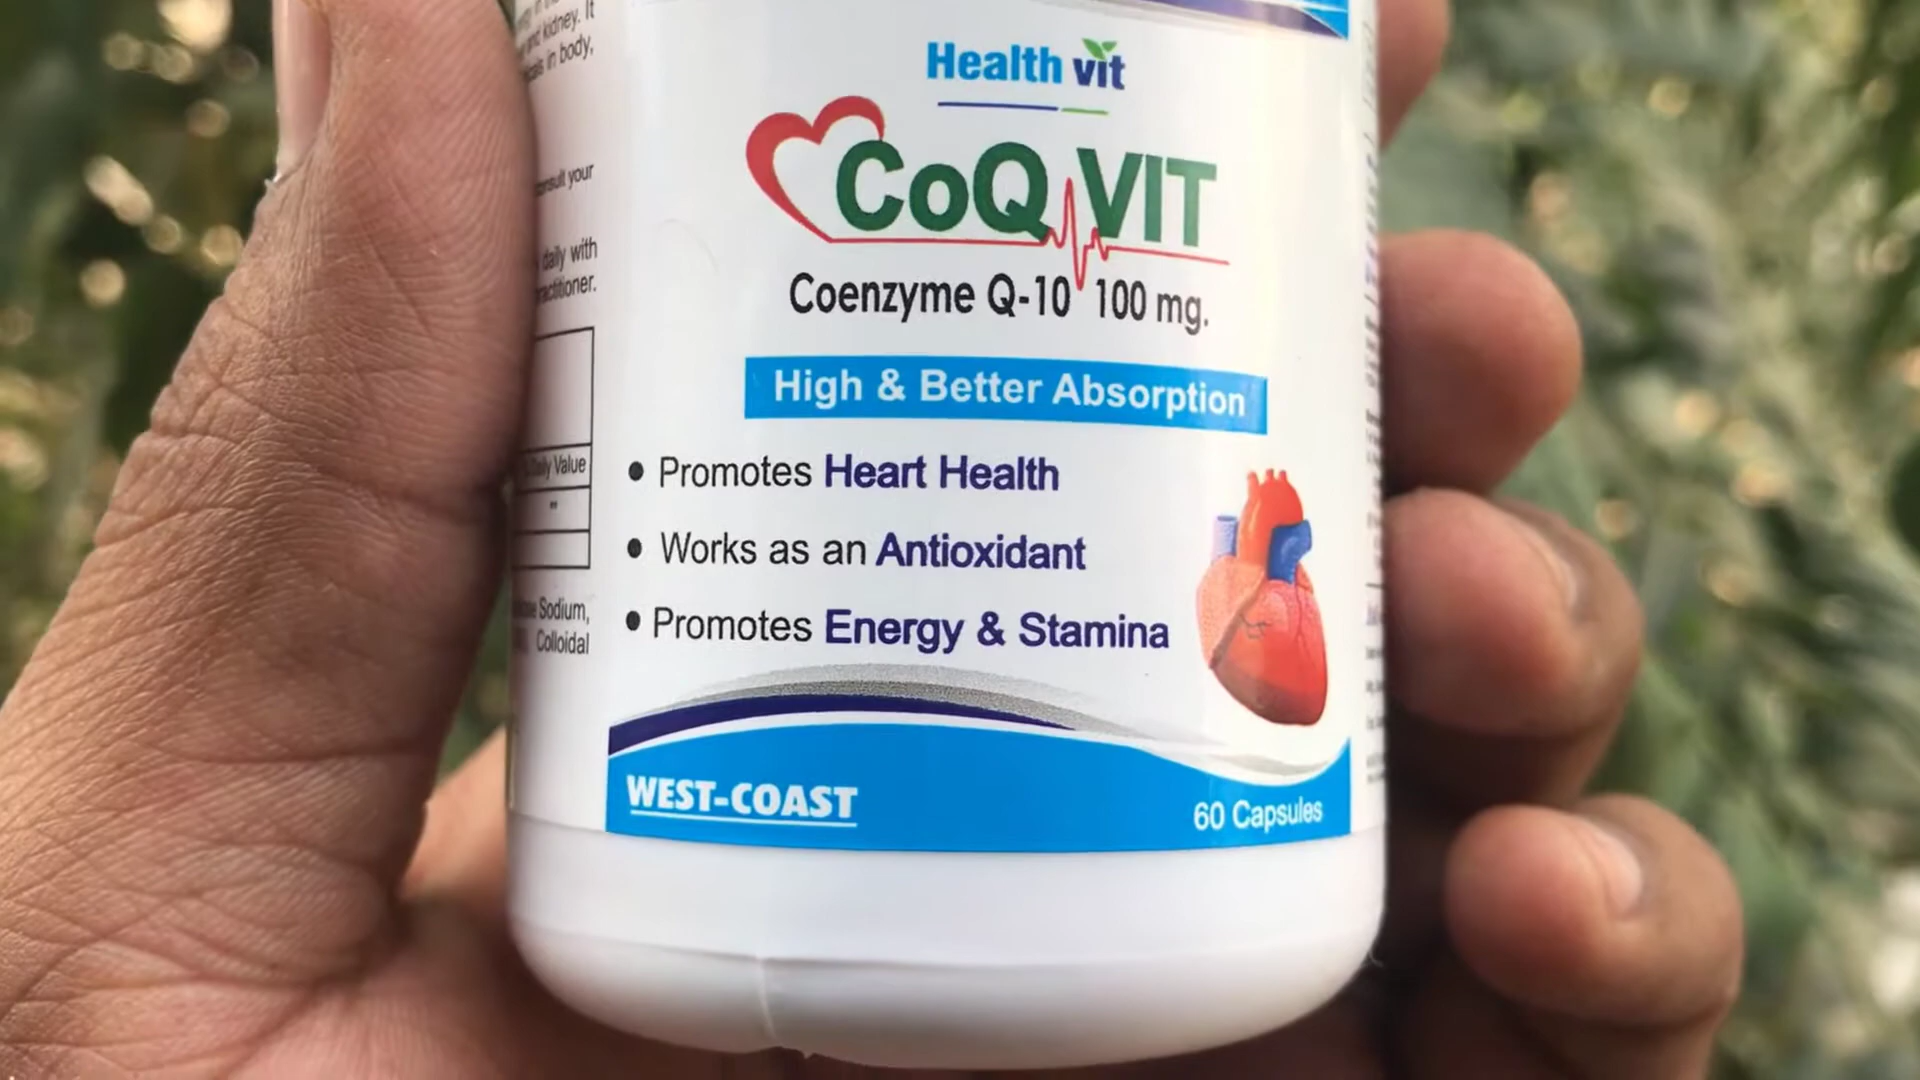 and kidney. It
in body,
consult your
daily with
practitioner.
Daily Value
**
Sodium,
Colloidal
Health vit
CoQ VIT
Coenzyme Q-10 100 mg.
High & Better Absorption
• Promotes Heart Health
• Works as an Antioxidant
• Promotes Energy & Stamina
WEST-COAST
60 Capsules